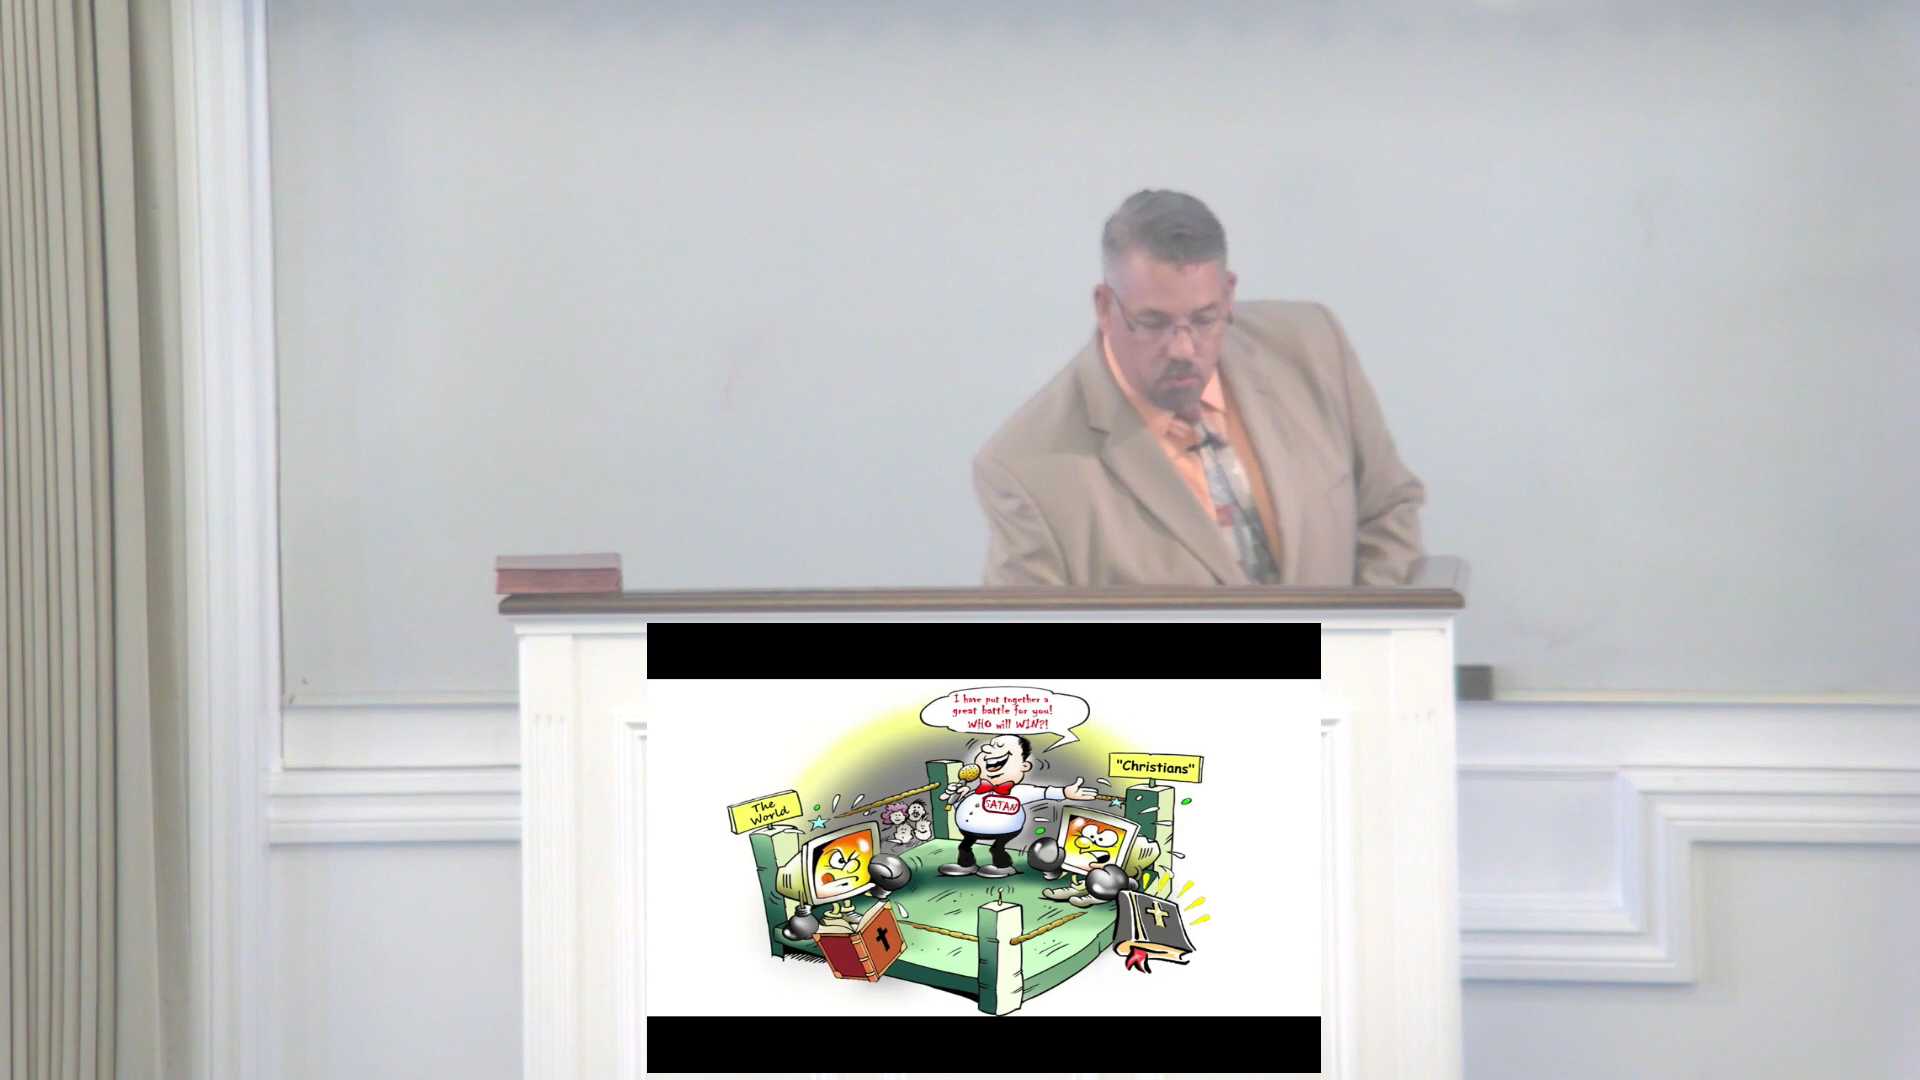 I have put together a
great battle for you!
WHO will WIN?!
"Christians"
The
World
SATAN